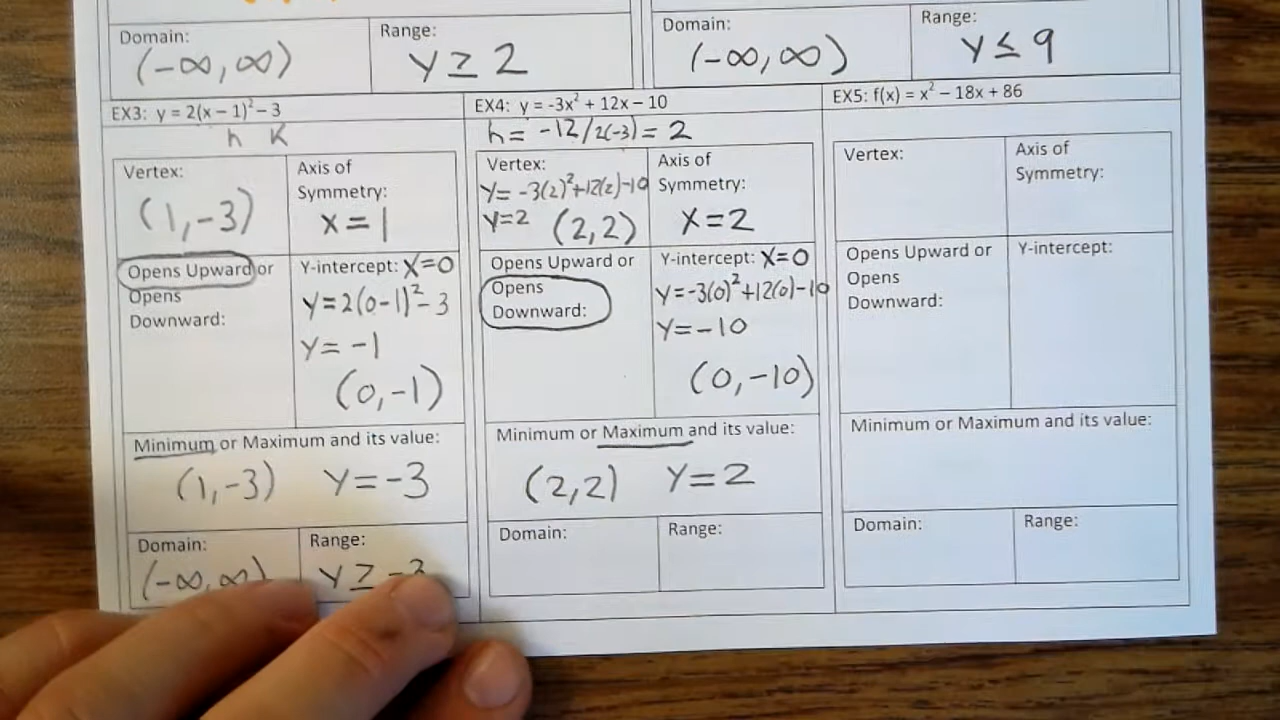 Domain:
(-∞, ∞)
Range:
y ≥ 2
Domain:
(-∞, ∞)
Range:
y ≤ 9
EX3: y = 2(x – 1)² – 3
h K
Vertex:
(1, -3)
Axis of
Symmetry:
x = 1
Opens Upward or
Opens
Downward:
Y-intercept: x=0
y=2(0-1)²-3
y= -1
(0,-1)
Minimum or Maximum and its value:
(1,-3) y=-3
Domain:
(-∞, ∞)
Range:
y ≥ -3
EX4: y = -3x² + 12x – 10
h= -12/2(-3) = 2
Vertex:
y= -3(2)²+12(2)-10
y=2 (2,2)
Axis of
Symmetry:
x=2
Opens Upward or
Opens
Downward:
Y-intercept: x=0
y=-3(0)²+12(0)-10
y=-10
(0,-10)
Minimum or Maximum and its value:
(2,2) y=2
Domain:
Range:
EX5: f(x) = x² – 18x + 86
Vertex:
Axis of
Symmetry:
Opens Upward or
Opens
Downward:
Y-intercept:
Minimum or Maximum and its value:
Domain:
Range: